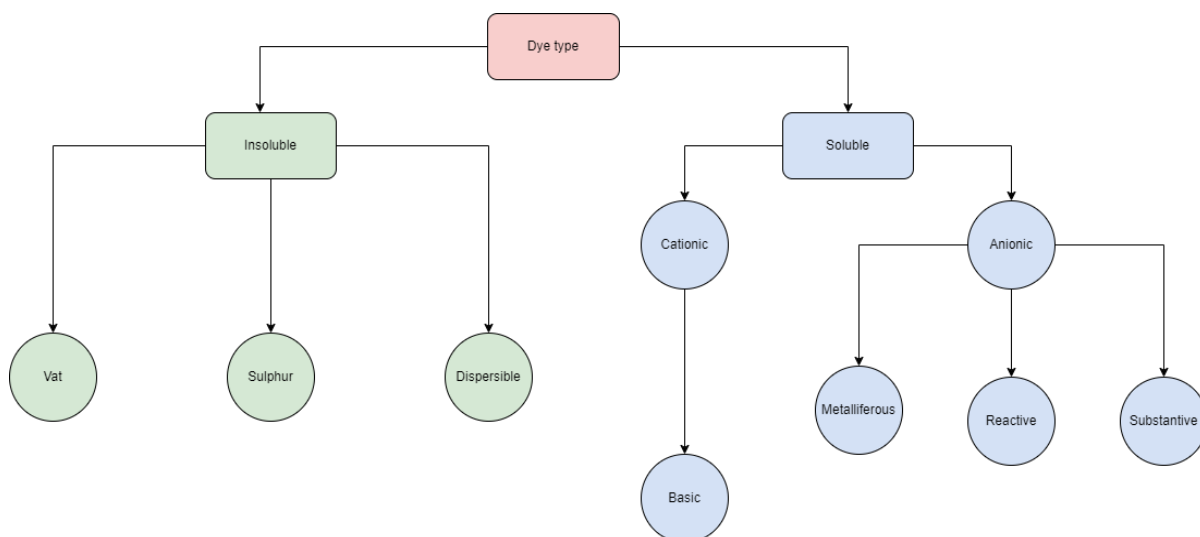 Dye type
Insoluble
Soluble
Cationic
Anionic
Vat
Sulphur
Dispersible
Metalliferous
Reactive
Substantive
Basic